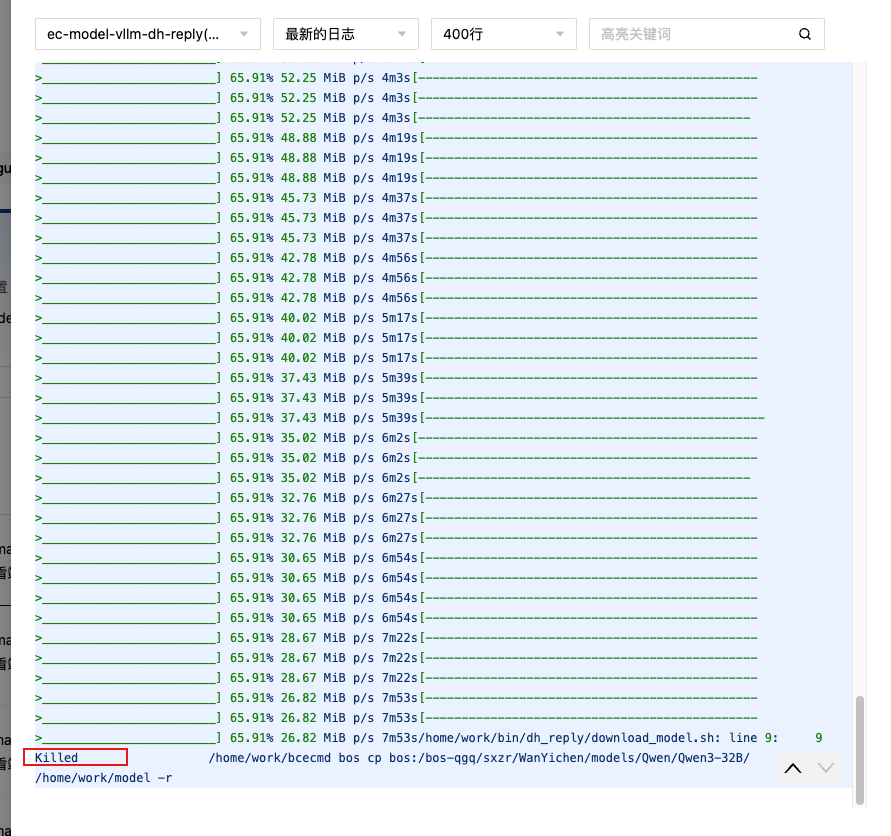 ec-model-vllm-dh-reply(...
最新的日志
400行
高亮关键词
>________________________] 65.91% 52.25 MiB p/s 4m3s[-----------------------------------------------
>________________________] 65.91% 52.25 MiB p/s 4m3s[-----------------------------------------------
>________________________] 65.91% 52.25 MiB p/s 4m3s[----------------------------------------------
>________________________] 65.91% 48.88 MiB p/s 4m19s[----------------------------------------------
>________________________] 65.91% 48.88 MiB p/s 4m19s[----------------------------------------------
>________________________] 65.91% 48.88 MiB p/s 4m19s[----------------------------------------------
>________________________] 65.91% 45.73 MiB p/s 4m37s[----------------------------------------------
>________________________] 65.91% 45.73 MiB p/s 4m37s[----------------------------------------------
>________________________] 65.91% 45.73 MiB p/s 4m37s[----------------------------------------------
>________________________] 65.91% 42.78 MiB p/s 4m56s[----------------------------------------------
>________________________] 65.91% 42.78 MiB p/s 4m56s[----------------------------------------------
>________________________] 65.91% 42.78 MiB p/s 4m56s[----------------------------------------------
>________________________] 65.91% 40.02 MiB p/s 5m17s[----------------------------------------------
>________________________] 65.91% 40.02 MiB p/s 5m17s[----------------------------------------------
>________________________] 65.91% 40.02 MiB p/s 5m17s[----------------------------------------------
>________________________] 65.91% 37.43 MiB p/s 5m39s[----------------------------------------------
>________________________] 65.91% 37.43 MiB p/s 5m39s[----------------------------------------------
>________________________] 65.91% 37.43 MiB p/s 5m39s[-----------------------------------------------
>________________________] 65.91% 35.02 MiB p/s 6m2s[-----------------------------------------------
>________________________] 65.91% 35.02 MiB p/s 6m2s[-----------------------------------------------
>________________________] 65.91% 35.02 MiB p/s 6m2s[----------------------------------------------
>________________________] 65.91% 32.76 MiB p/s 6m27s[----------------------------------------------
>________________________] 65.91% 32.76 MiB p/s 6m27s[----------------------------------------------
>________________________] 65.91% 32.76 MiB p/s 6m27s[----------------------------------------------
>________________________] 65.91% 30.65 MiB p/s 6m54s[----------------------------------------------
>________________________] 65.91% 30.65 MiB p/s 6m54s[----------------------------------------------
>________________________] 65.91% 30.65 MiB p/s 6m54s[----------------------------------------------
>________________________] 65.91% 30.65 MiB p/s 6m54s[----------------------------------------------
>________________________] 65.91% 28.67 MiB p/s 7m22s[----------------------------------------------
>________________________] 65.91% 28.67 MiB p/s 7m22s[----------------------------------------------
>________________________] 65.91% 28.67 MiB p/s 7m22s[----------------------------------------------
>________________________] 65.91% 26.82 MiB p/s 7m53s[----------------------------------------------
>________________________] 65.91% 26.82 MiB p/s 7m53s[----------------------------------------------
>________________________] 65.91% 26.82 MiB p/s 7m53s/home/work/bin/dh_reply/download_model.sh: line 9:     9
Killed                  /home/work/bcecmd bos cp bos:/bos-qgq/sxzr/WanYichen/models/Qwen/Qwen3-32B/
/home/work/model -r